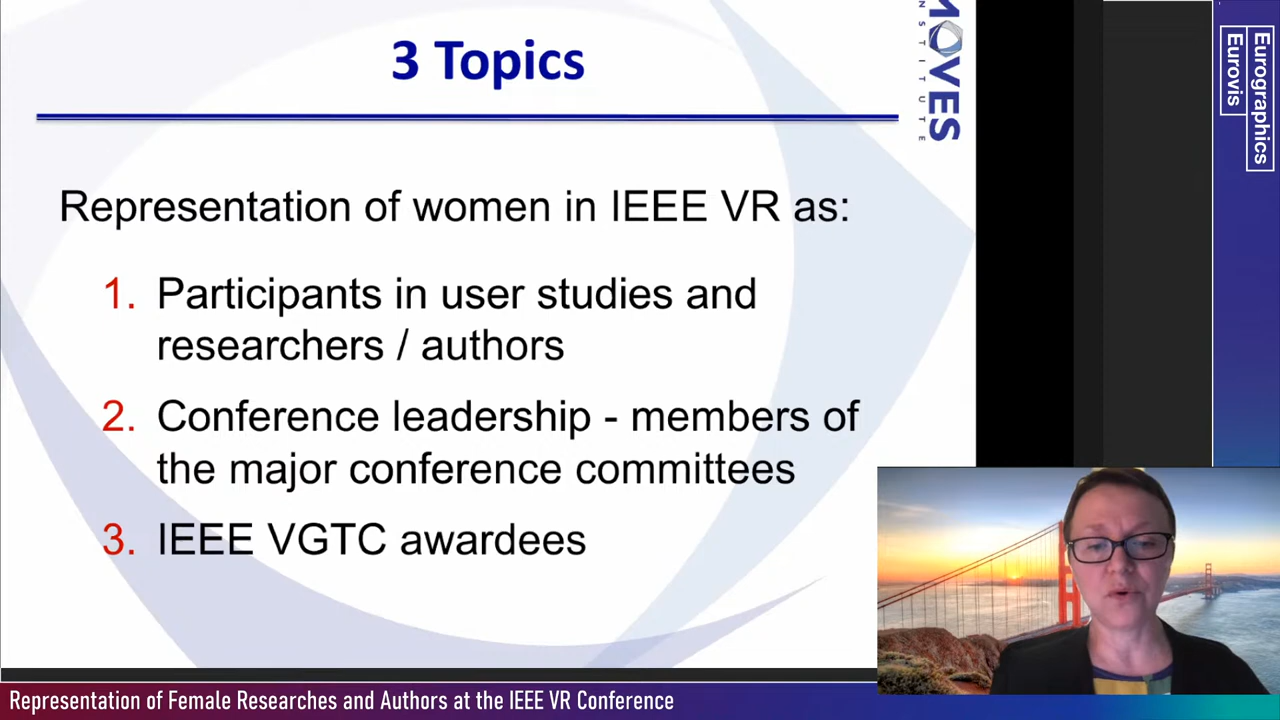 3 Topics
Representation of women in IEEE VR as:
1. Participants in user studies and
researchers / authors
2. Conference leadership - members of
the major conference committees
3. IEEE VGTC awardees
MOVES
INSTITUTE
Eurographics
Eurovis
Representation of Female Researches and Authors at the IEEE VR Conference